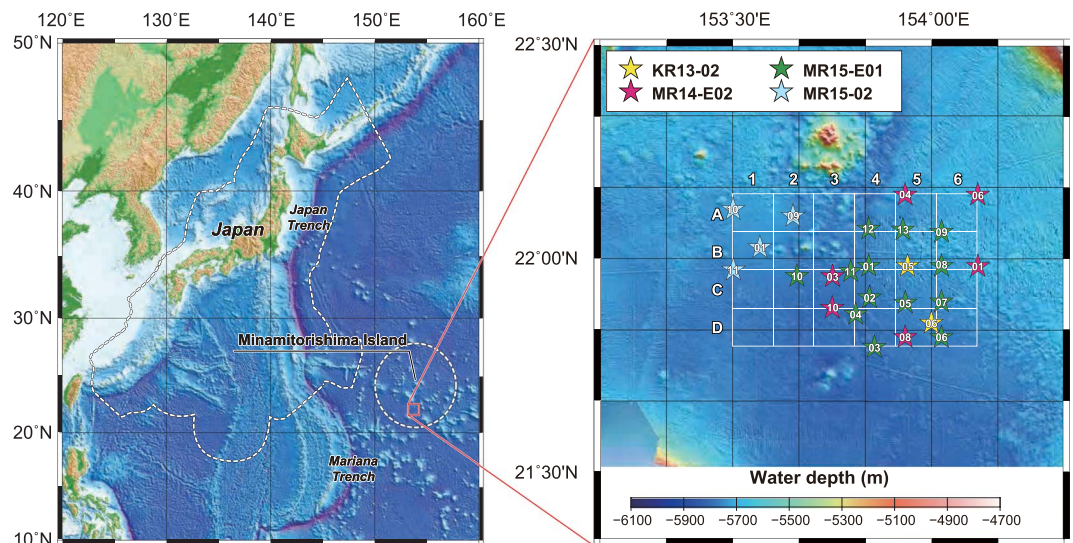 120˚E 130˚E 140˚E 150˚E 160˚E
50˚N
40˚N
30˚N
20˚N
10˚N
Japan
Japan
Trench
Minamitorishima Island
Mariana
Trench
153˚30'E 154˚00'E
22˚30'N
22˚00'N
21˚30'N
KR13-02 MR15-E01
MR14-E02 MR15-02
1 2 3 4 5 6
A
B
C
D
04 06
10 09
12 13 09
01
11 10 03 11 01 05 08 01
02 05 07
10 04 06
03 08 06
Water depth (m)
−6100 −5900 −5700 −5500 −5300 −5100 −4900 −4700